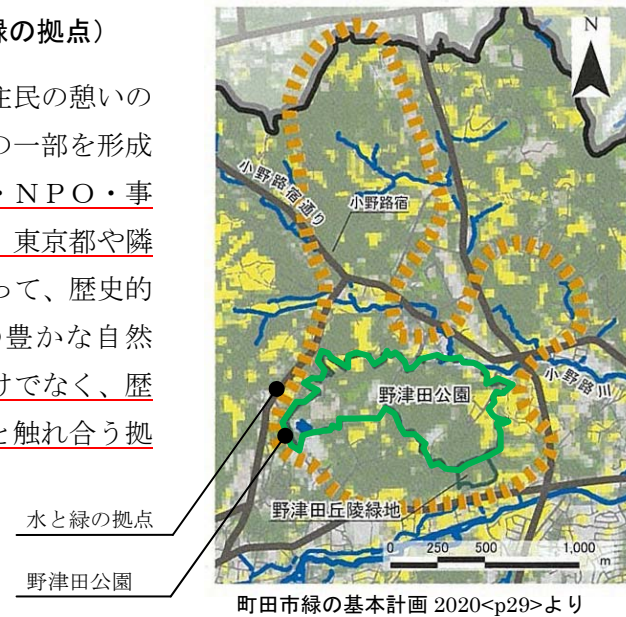 緑の拠点）
住民の憩いの
の一部を形成
・ＮＰＯ・事
、東京都や隣
って、歴史的
の豊かな自然
けでなく、歴
と触れ合う拠
水と緑の拠点
野津田公園
N
小野路宿通り
小野路宿
野津田公園
小野路川
野津田丘陵緑地
0 250 500 1,000
m
町田市緑の基本計画 2020<p29>より